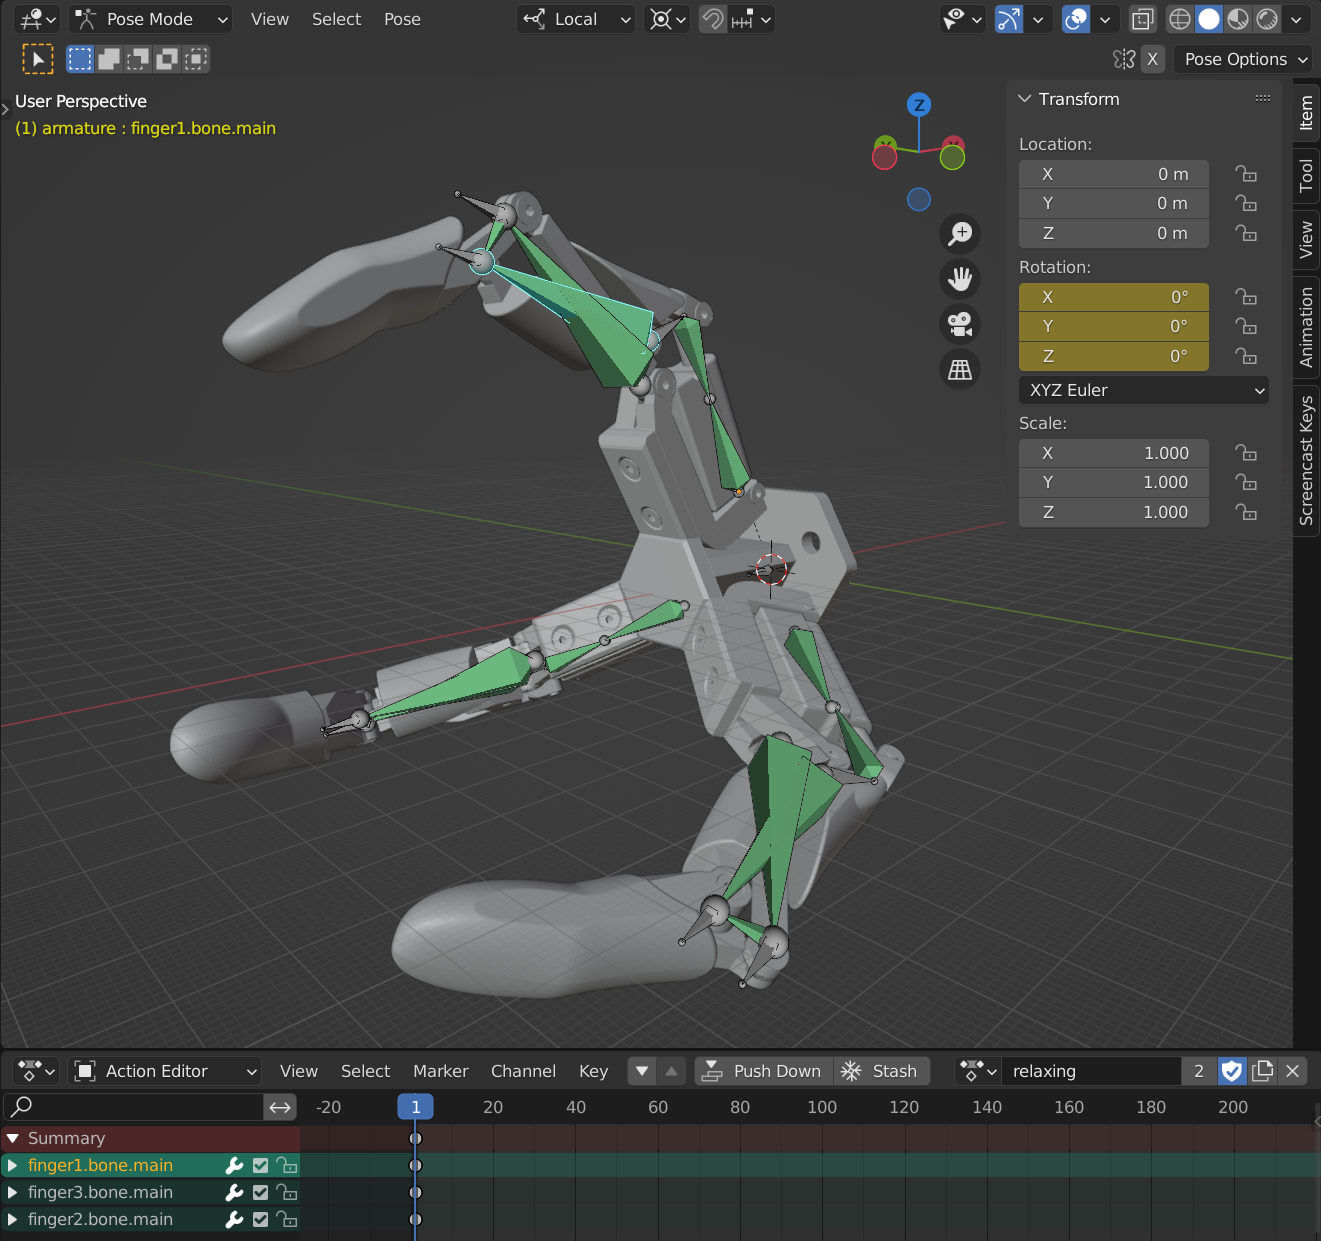 Pose Mode View Select Pose Local
X Pose Options
User Perspective
(1) armature : finger1.bone.main
Z
Y X
Transform
Location:
X 0 m
Y 0 m
Z 0 m
Rotation:
X 0°
Y 0°
Z 0°
XYZ Euler
Scale:
X 1.000
Y 1.000
Z 1.000
Item
Tool
View
Animation
Screencast Keys
Action Editor View Select Marker Channel Key Push Down Stash relaxing 2
-20 1 20 40 60 80 100 120 140 160 180 200
Summary
finger1.bone.main
finger3.bone.main
finger2.bone.main